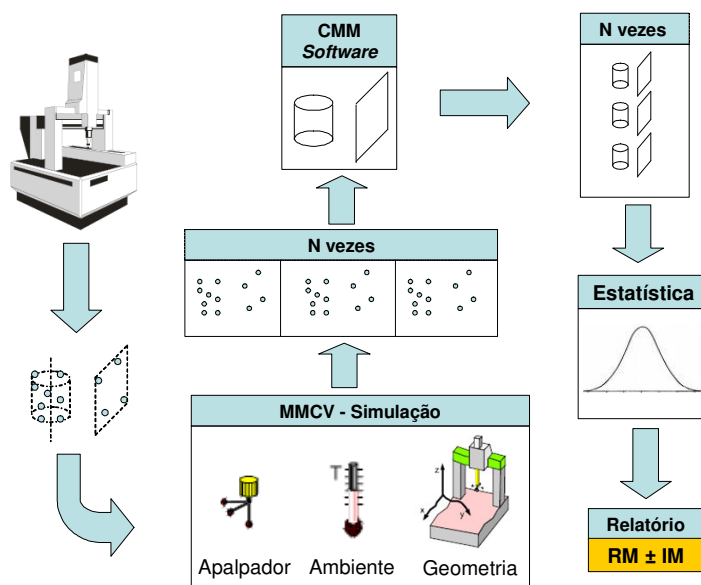 CMM
Software
N vezes
N vezes
Estatística
MMCV - Simulação
T
z
x
y
Apalpador
Ambiente
Geometria
Relatório
RM ± IM